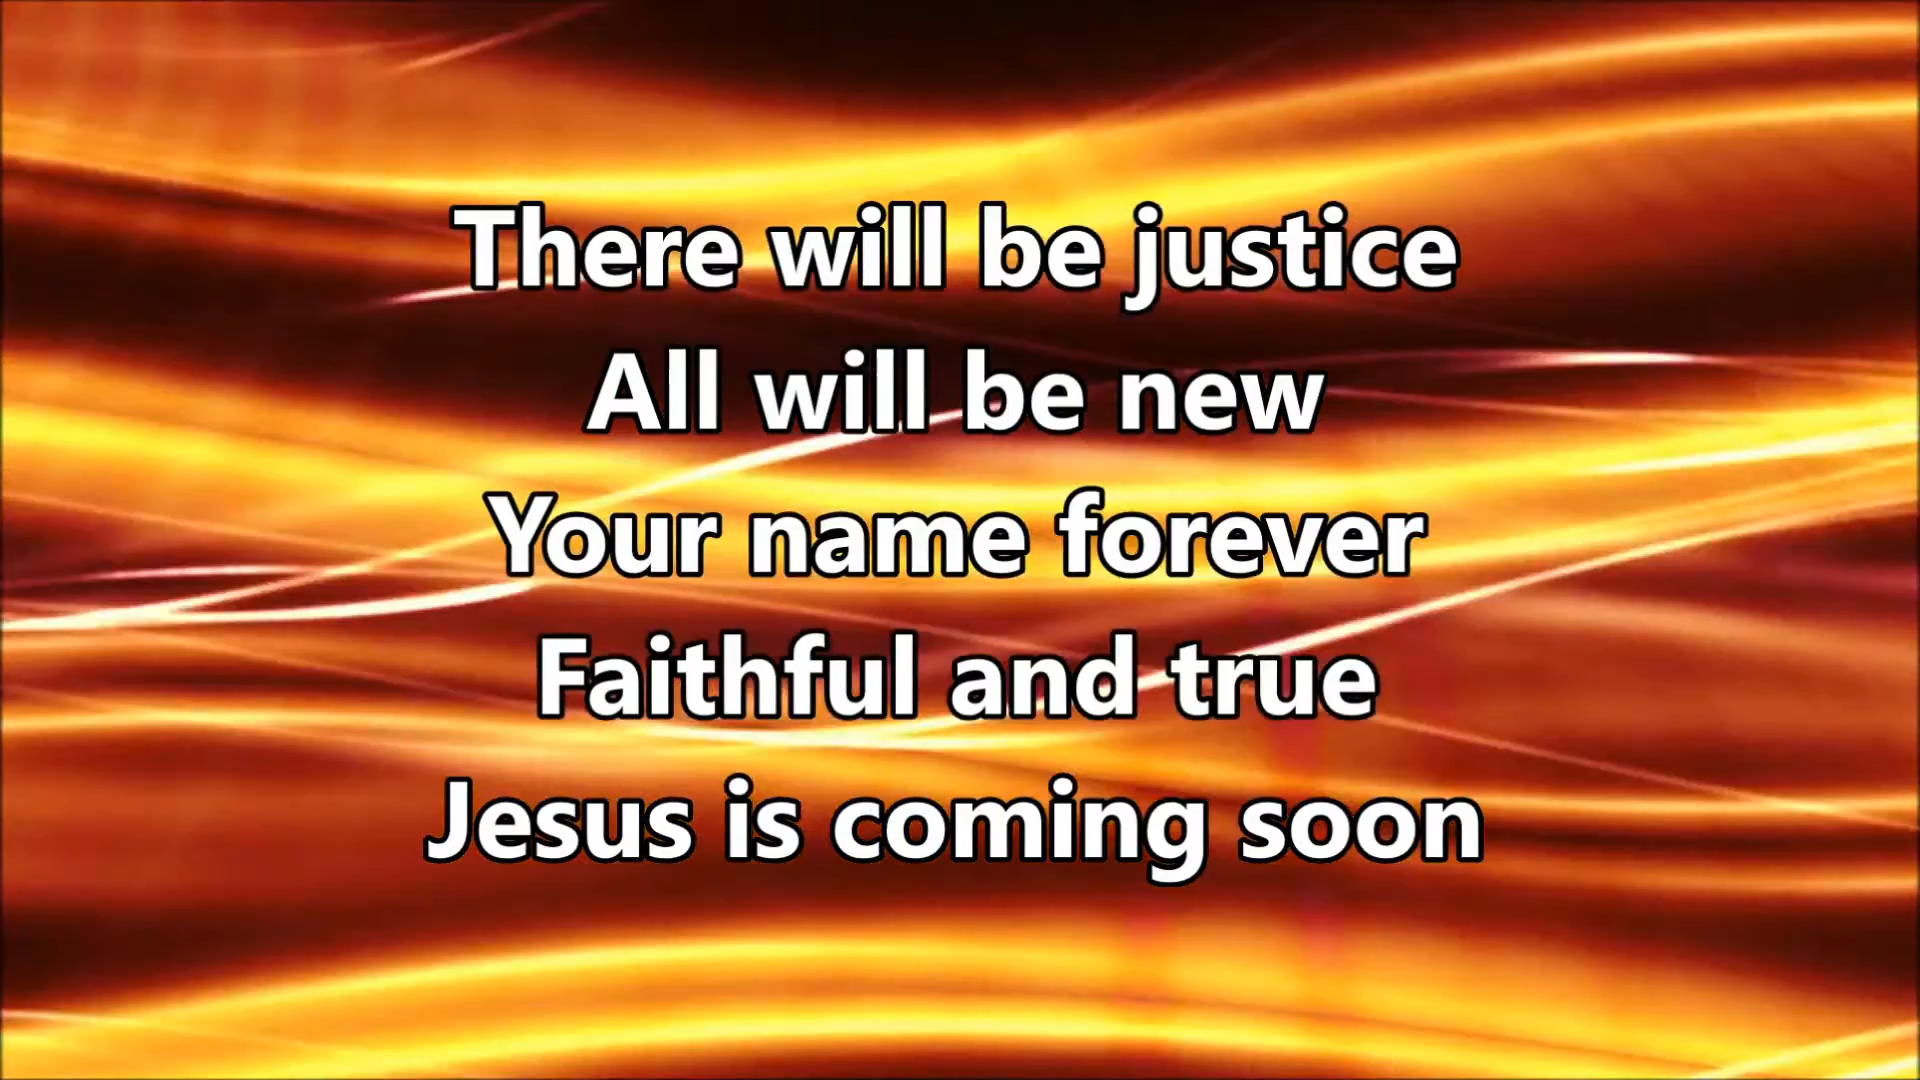 There will be justice
All will be new
Your name forever
Faithful and true
Jesus is coming soon